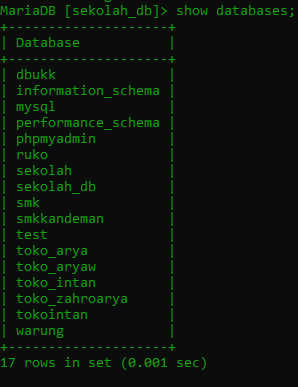 MariaDB [sekolah_db]> show databases;
+--------------------+
| Database           |
+--------------------+
| dbukk              |
| information_schema |
| mysql              |
| performance_schema |
| phpmyadmin         |
| ruko               |
| sekolah            |
| sekolah_db         |
| smk                |
| smkkandeman        |
| test               |
| toko_arya          |
| toko_aryaw         |
| toko_intan         |
| toko_zahroarya     |
| tokointan          |
| warung             |
+--------------------+
17 rows in set (0.001 sec)